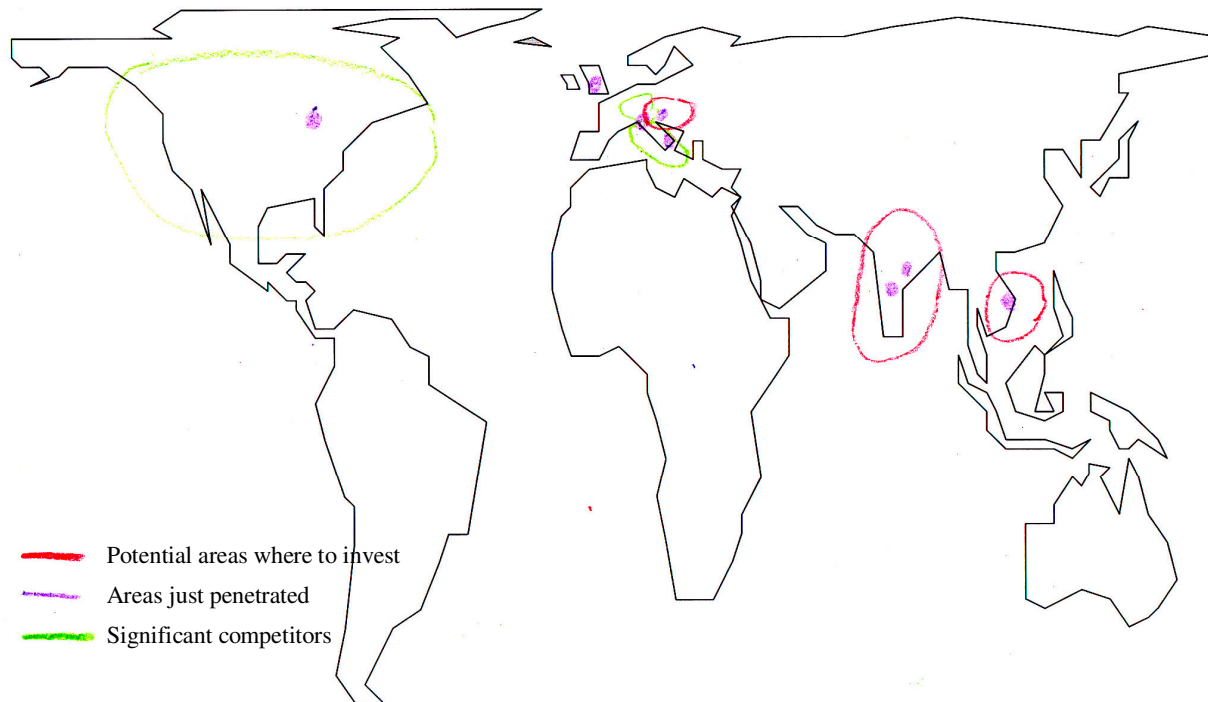 Potential areas where to invest
Areas just penetrated
Significant competitors